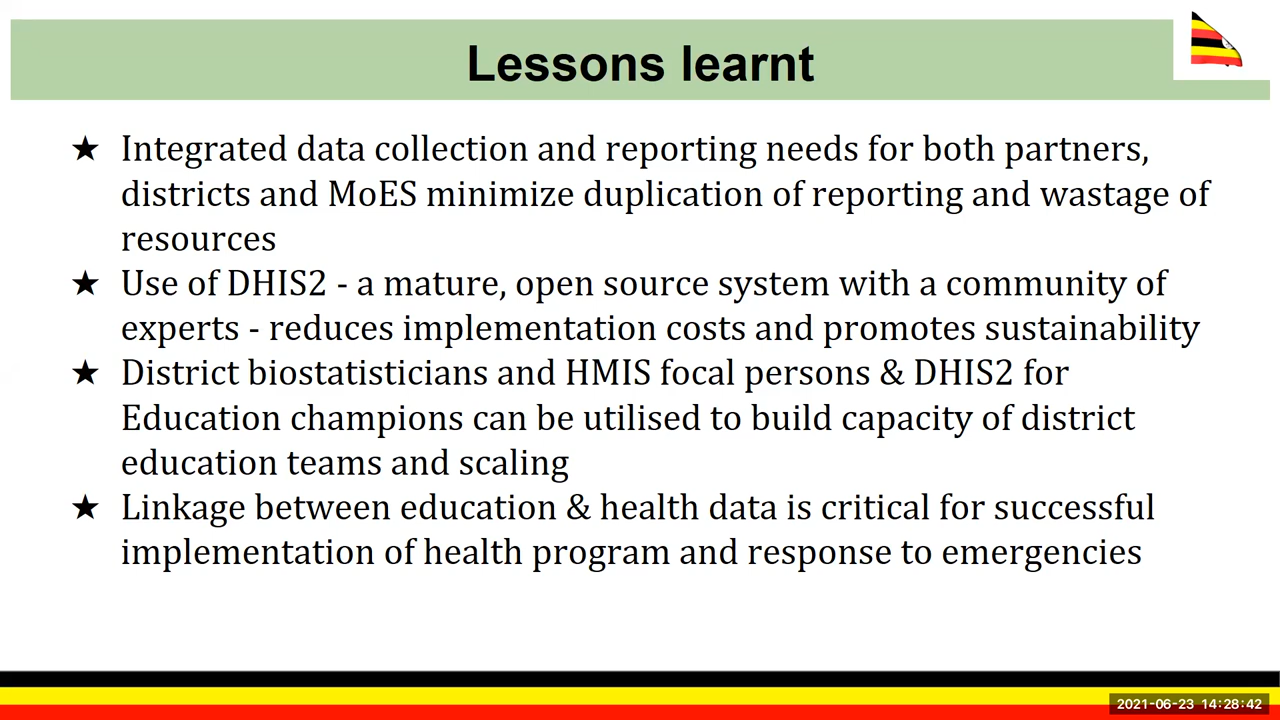 Lessons learnt
★ Integrated data collection and reporting needs for both partners,
districts and MoES minimize duplication of reporting and wastage of
resources
★ Use of DHIS2 - a mature, open source system with a community of
experts - reduces implementation costs and promotes sustainability
★ District biostatisticians and HMIS focal persons & DHIS2 for
Education champions can be utilised to build capacity of district
education teams and scaling
★ Linkage between education & health data is critical for successful
implementation of health program and response to emergencies
2021-06-23 14:28:42